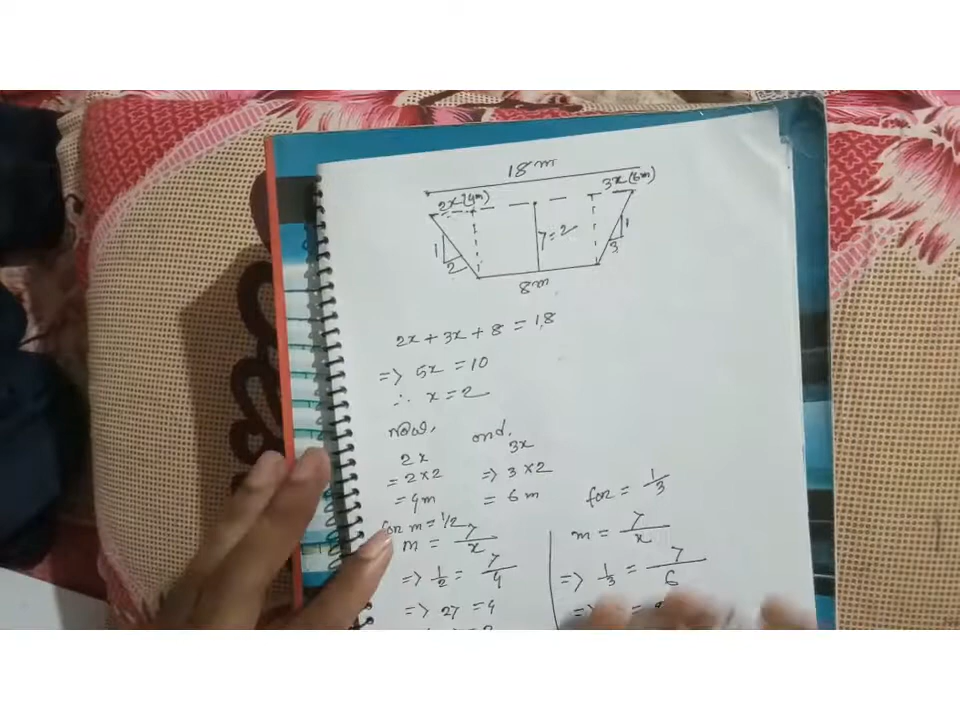 18m
2x(4m)
3x(6m)
1
2
y=2
1
3
8m
2x + 3x + 8 = 18
=> 5x = 10
∴ x = 2
now, and,
2x 3x
= 2×2 => 3×2
= 4m = 6m
for m = 1/2 for = 1/3
m = y/x m = y/x
=> 1/2 = y/4 => 1/3 = y/6
=> 2y = 4 =>